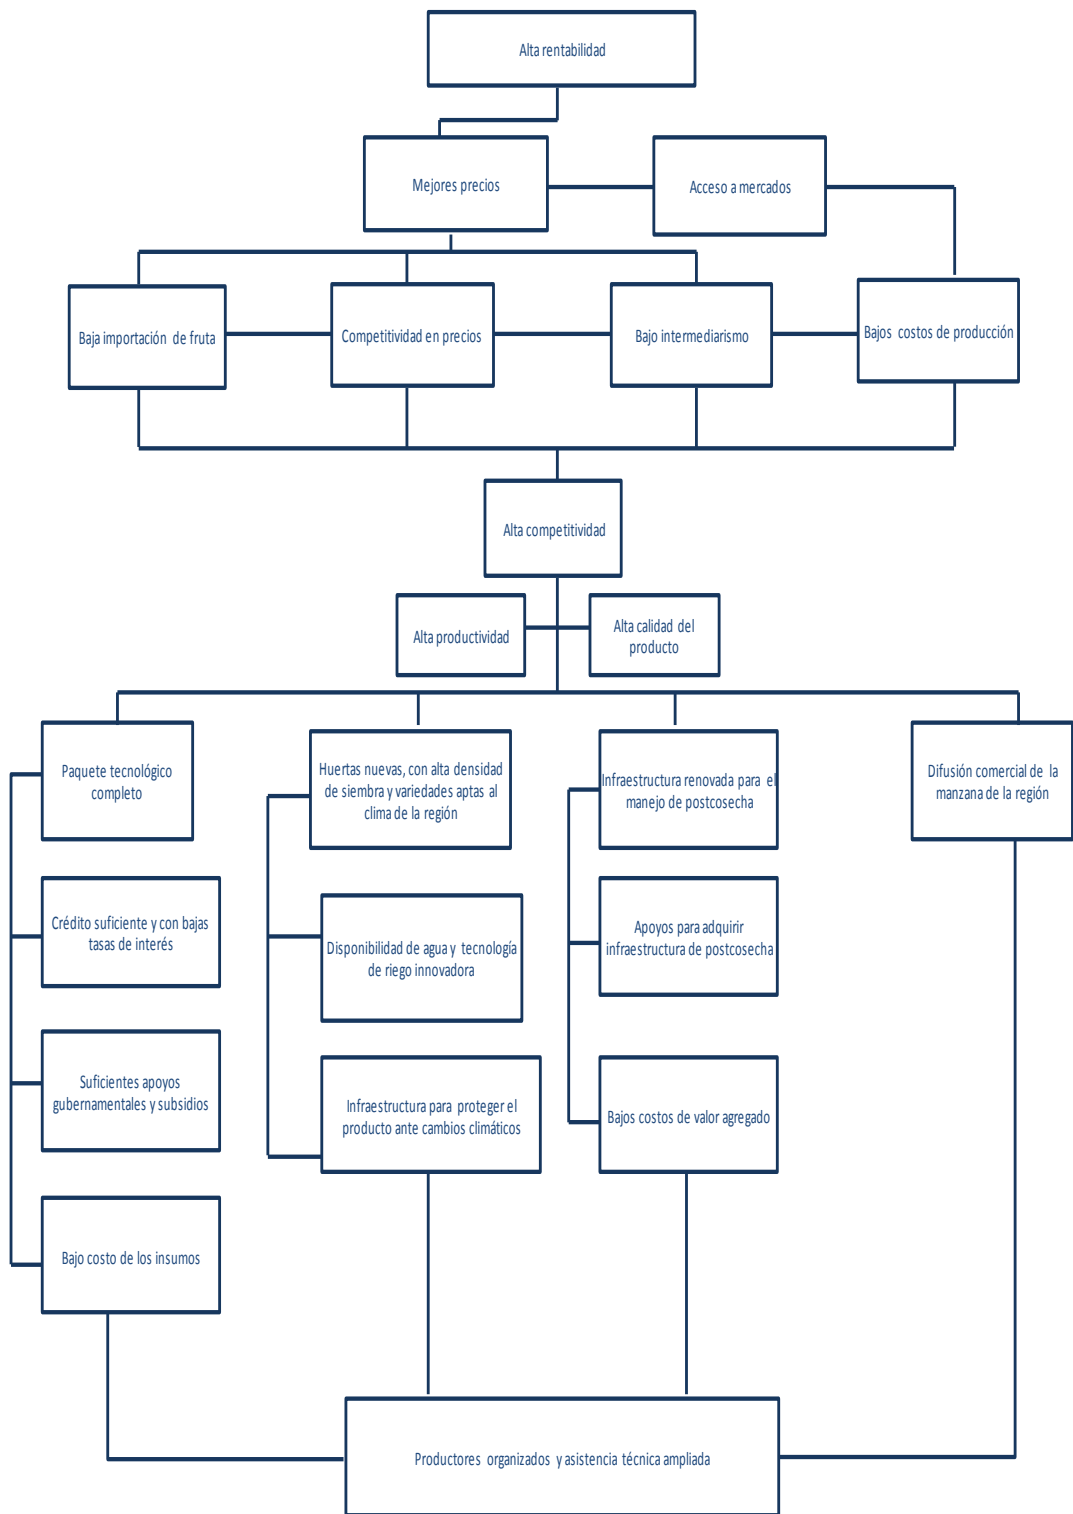 Alta rentabilidad
Mejores precios
Acceso a mercados
Baja importación de fruta
Competitividad en precios
Bajo intermediarismo
Bajos costos de producción
Alta competitividad
Alta productividad
Alta calidad del
producto
Paquete tecnológico
completo
Huertas nuevas, con alta densidad
de siembra y variedades aptas al
clima de la región
Infraestructura renovada para el
manejo de postcosecha
Difusión comercial de la
manzana de la región
Crédito suficiente y con bajas
tasas de interés
Disponibilidad de agua y tecnología
de riego innovadora
Apoyos para adquirir
infraestructura de postcosecha
Suficientes apoyos
gubernamentales y subsidios
Infraestructura para proteger el
producto ante cambios climáticos
Bajos costos de valor agregado
Bajo costo de los insumos
Productores organizados y asistencia técnica ampliada